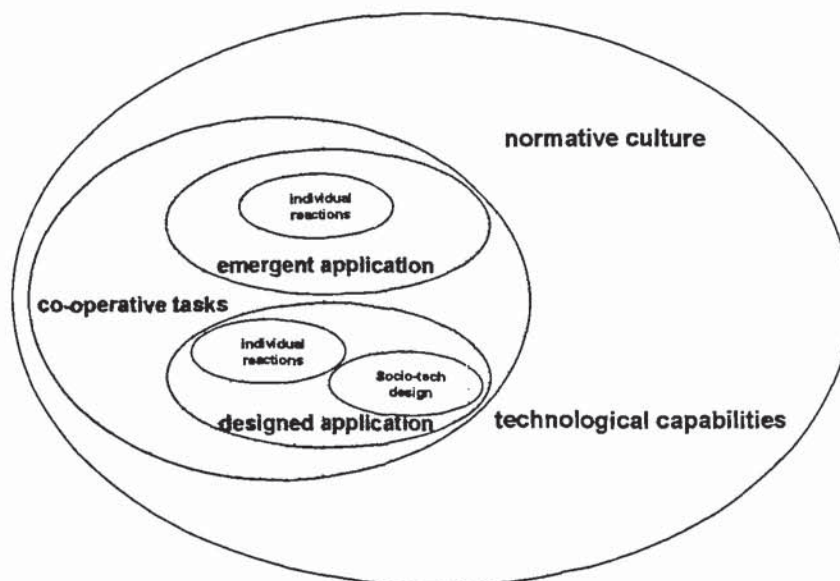 normative culture
individual
reactions
emergent application
co-operative tasks
individual
reactions
Socio-tech
design
designed application
technological capabilities